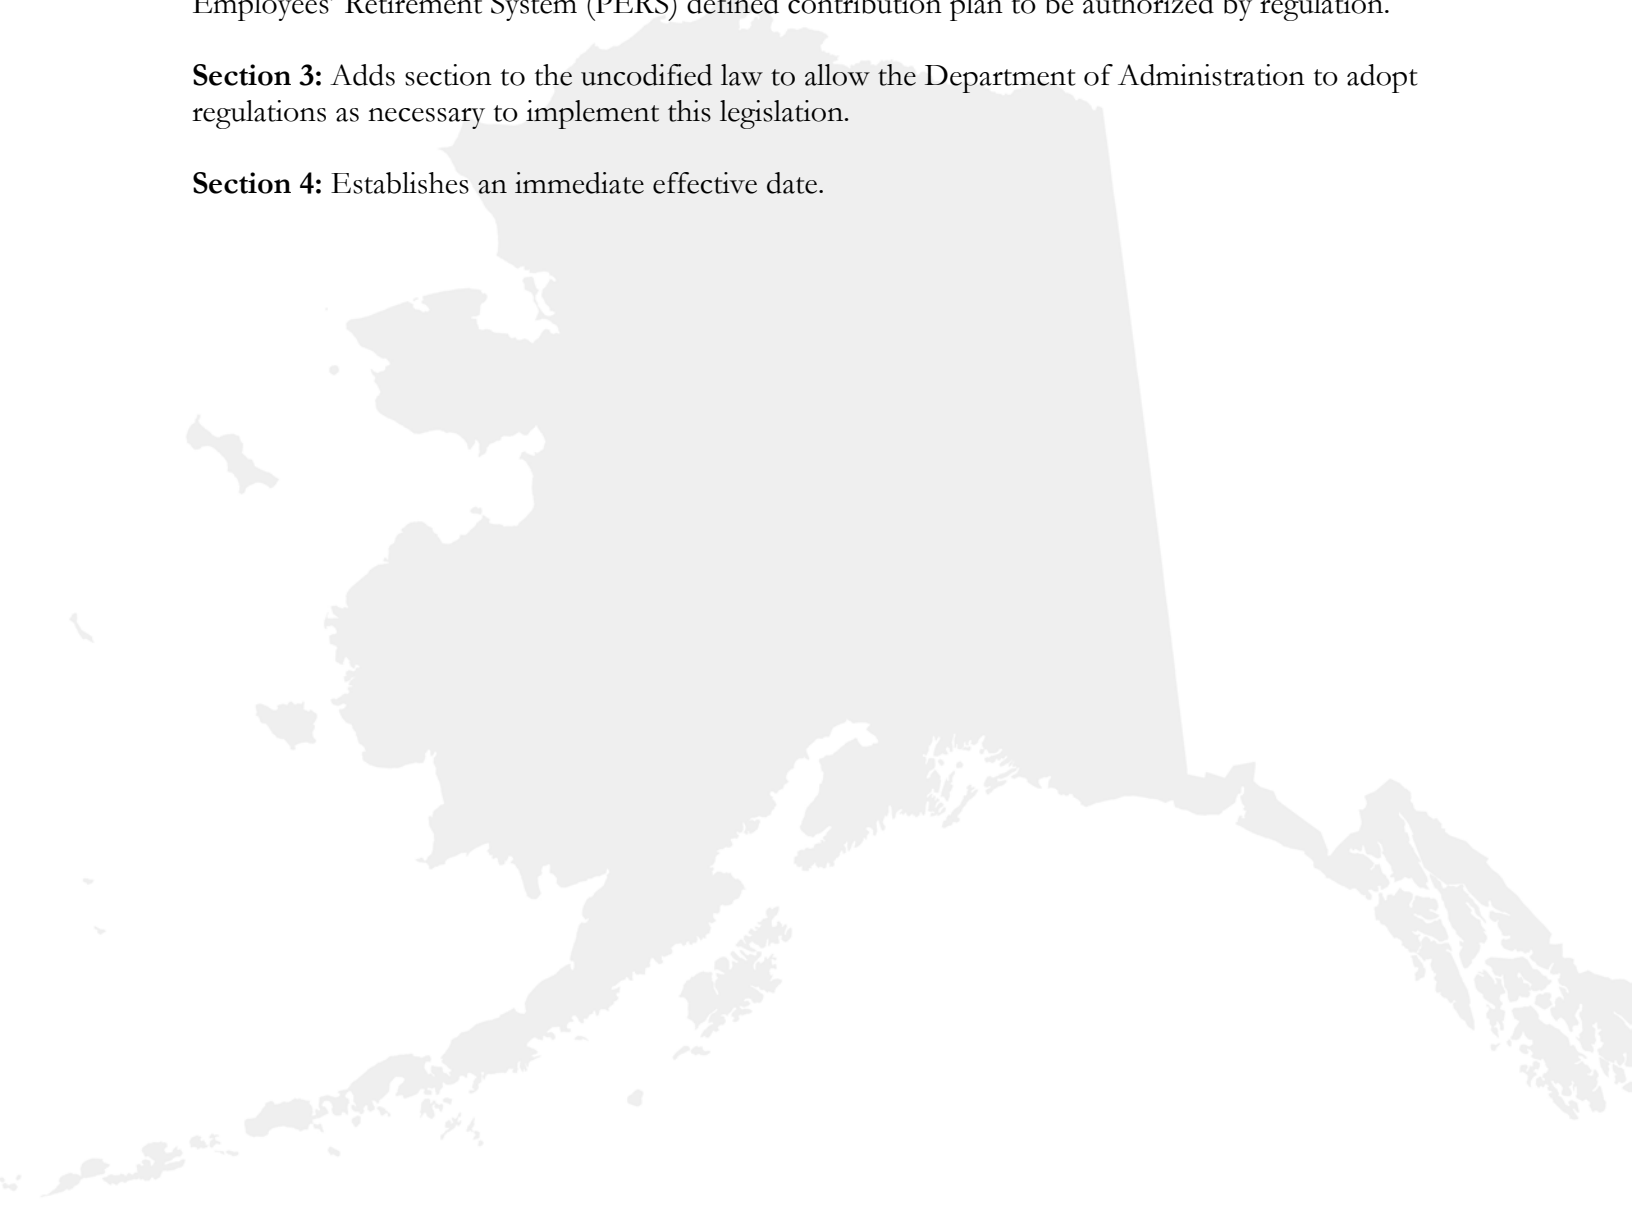 Employees' Retirement System (PERS) defined contribution plan to be authorized by regulation.
Section 3: Adds section to the uncodified law to allow the Department of Administration to adopt
regulations as necessary to implement this legislation.
Section 4: Establishes an immediate effective date.